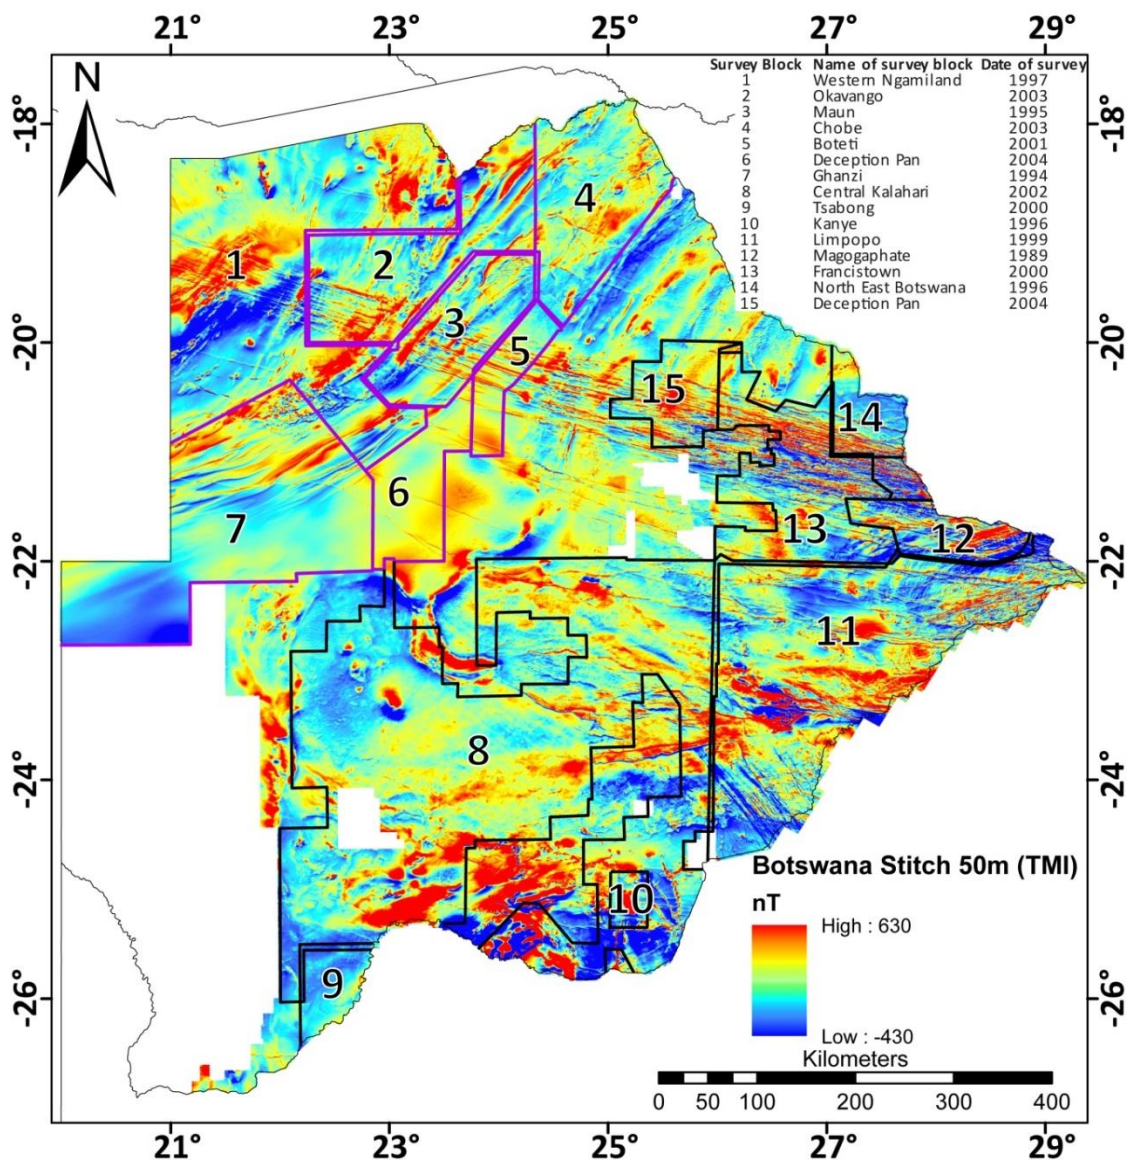 21° 23° 25° 27° 29°
N
Survey Block Name of survey block Date of survey
1 Western Ngamiland 1997
2 Okavango 2003
3 Maun 1995
4 Chobe 2003
5 Boteti 2001
6 Deception Pan 2004
7 Ghanzi 1994
8 Central Kalahari 2002
9 Tsabong 2000
10 Kanye 1996
11 Limpopo 1999
12 Magogaphate 1989
13 Francistown 2000
14 North East Botswana 1996
15 Deception Pan 2004
-18° -18°
4
1 2
3
-20° -20°
5
15
14
6
7 13 12
-22° -22°
11
8
-24° -24°
Botswana Stitch 50m (TMI)
10
nT
High : 630
9
-26° -26°
Low : -430
Kilometers
0 50 100 200 300 400
21° 23° 25° 27° 29°